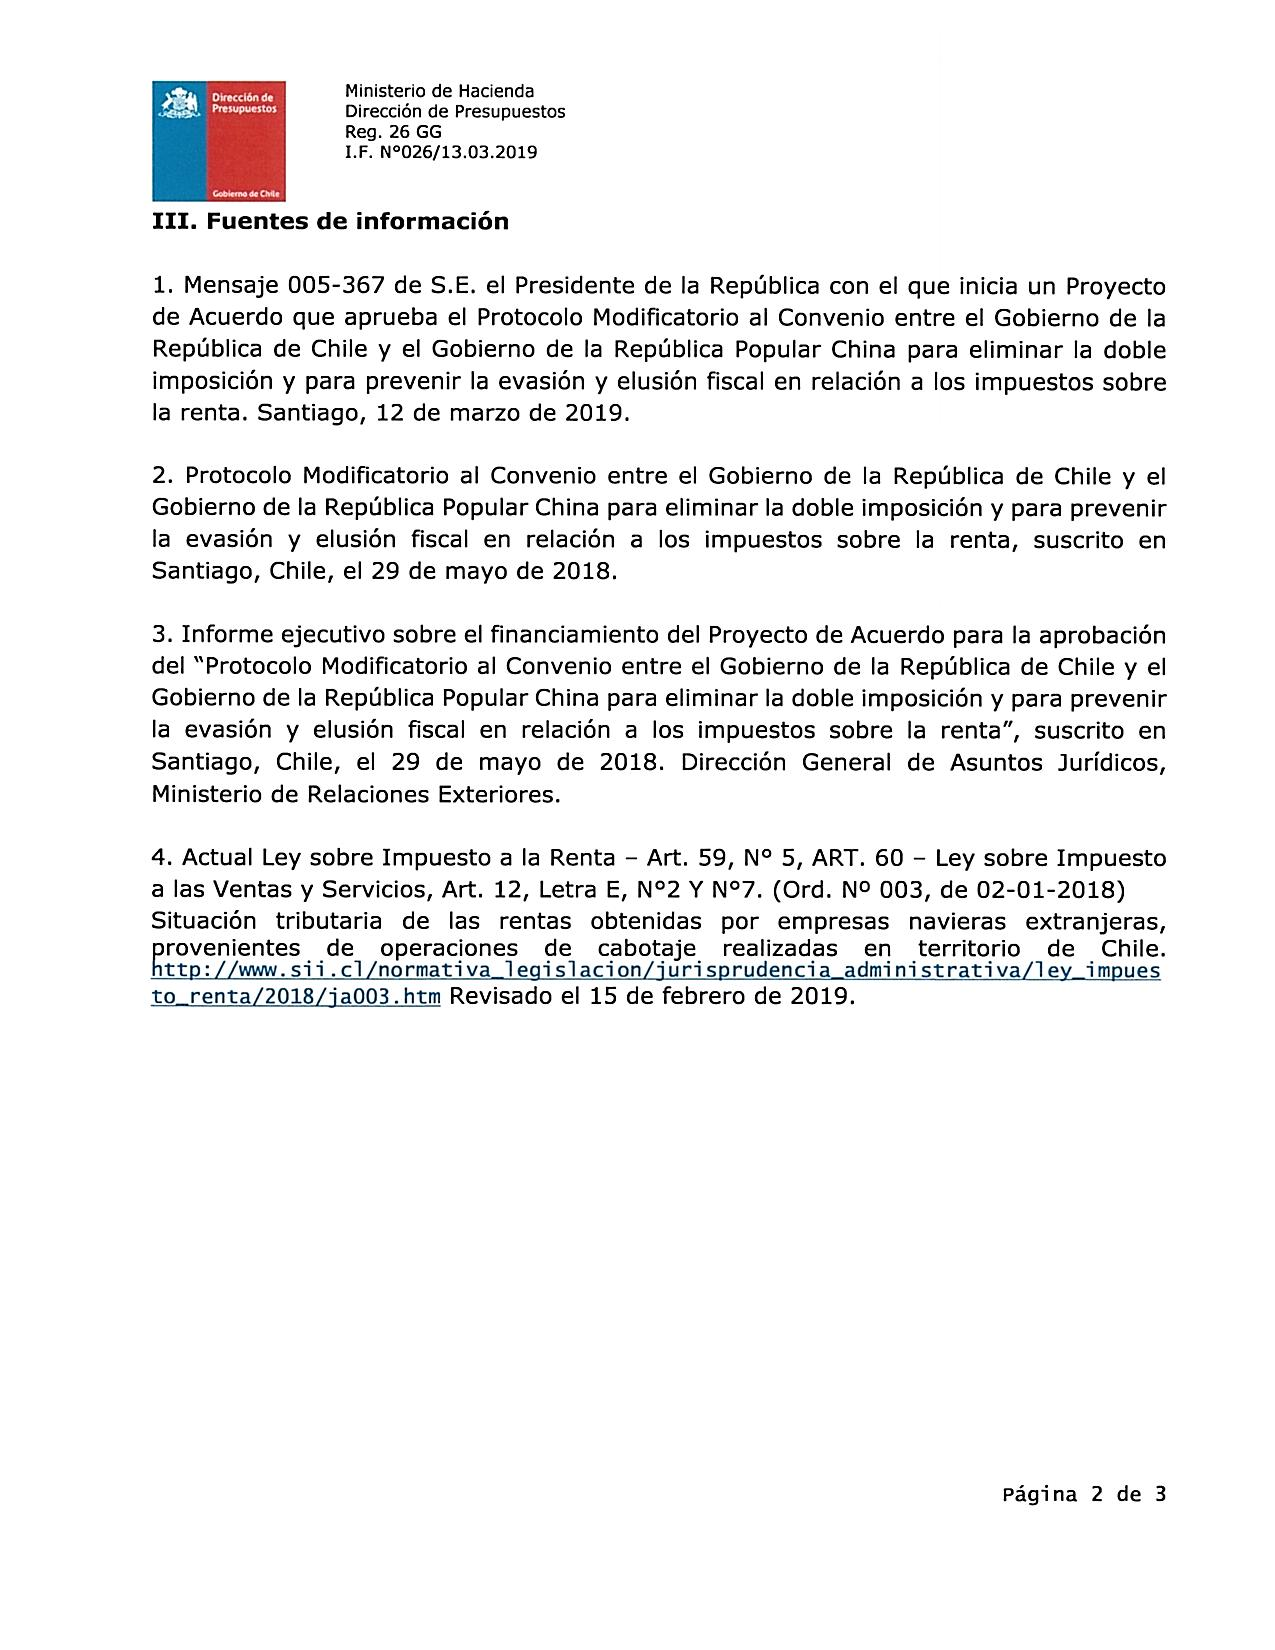 Dirección de
Presupuestos
Gobierno de Chile
Ministerio de Hacienda
Dirección de Presupuestos
Reg. 26 GG
I.F. N°026/13.03.2019
III. Fuentes de información
1. Mensaje 005-367 de S.E. el Presidente de la República con el que inicia un Proyecto
de Acuerdo que aprueba el Protocolo Modificatorio al Convenio entre el Gobierno de la
República de Chile y el Gobierno de la República Popular China para eliminar la doble
imposición y para prevenir la evasión y elusión fiscal en relación a los impuestos sobre
la renta. Santiago, 12 de marzo de 2019.
2. Protocolo Modificatorio al Convenio entre el Gobierno de la República de Chile y el
Gobierno de la República Popular China para eliminar la doble imposición y para prevenir
la evasión y elusión fiscal en relación a los impuestos sobre la renta, suscrito en
Santiago, Chile, el 29 de mayo de 2018.
3. Informe ejecutivo sobre el financiamiento del Proyecto de Acuerdo para la aprobación
del “Protocolo Modificatorio al Convenio entre el Gobierno de la República de Chile y el
Gobierno de la República Popular China para eliminar la doble imposición y para prevenir
la evasión y elusión fiscal en relación a los impuestos sobre la renta”, suscrito en
Santiago, Chile, el 29 de mayo de 2018. Dirección General de Asuntos Jurídicos,
Ministerio de Relaciones Exteriores.
4. Actual Ley sobre Impuesto a la Renta – Art. 59, N° 5, ART. 60 – Ley sobre Impuesto
a las Ventas y Servicios, Art. 12, Letra E, N°2 Y N°7. (Ord. Nº 003, de 02-01-2018)
Situación tributaria de las rentas obtenidas por empresas navieras extranjeras,
provenientes de operaciones de cabotaje realizadas en territorio de Chile.
http://www.sii.cl/normativa_legislacion/jurisprudencia_administrativa/ley_impues
to_renta/2018/ja003.htm Revisado el 15 de febrero de 2019.
Página 2 de 3